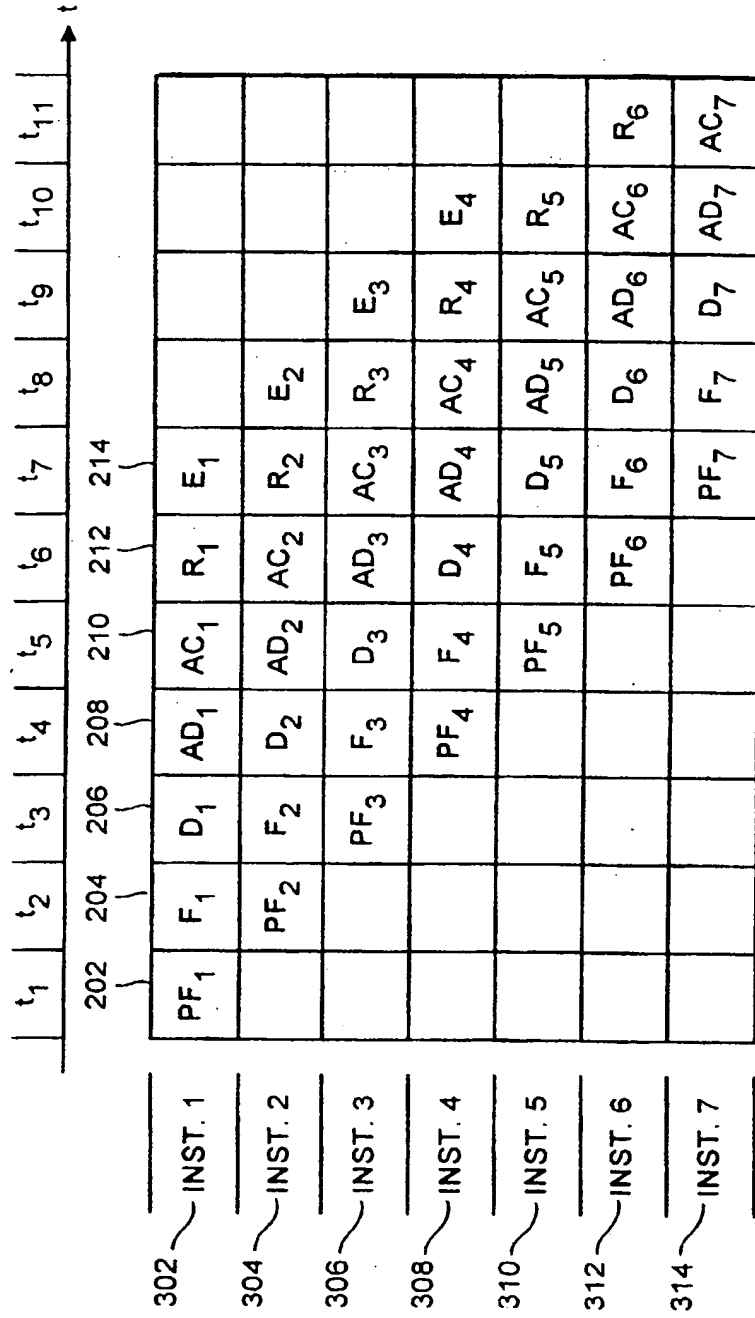 t₁ t₂ t₃ t₄ t₅ t₆ t₇ t₈ t₉ t₁₀ t₁₁ t
202 204 206 208 210 212 214
302 INST. 1 PF₁ F₁ D₁ AD₁ AC₁ R₁ E₁
304 INST. 2 PF₂ F₂ D₂ AD₂ AC₂ R₂ E₂
306 INST. 3 PF₃ F₃ D₃ AD₃ AC₃ R₃ E₃
308 INST. 4 PF₄ F₄ D₄ AD₄ AC₄ R₄ E₄
310 INST. 5 PF₅ F₅ D₅ AD₅ AC₅ R₅
312 INST. 6 PF₆ F₆ D₆ AD₆ AC₆ R₆
314 INST. 7 PF₇ F₇ D₇ AD₇ AC₇